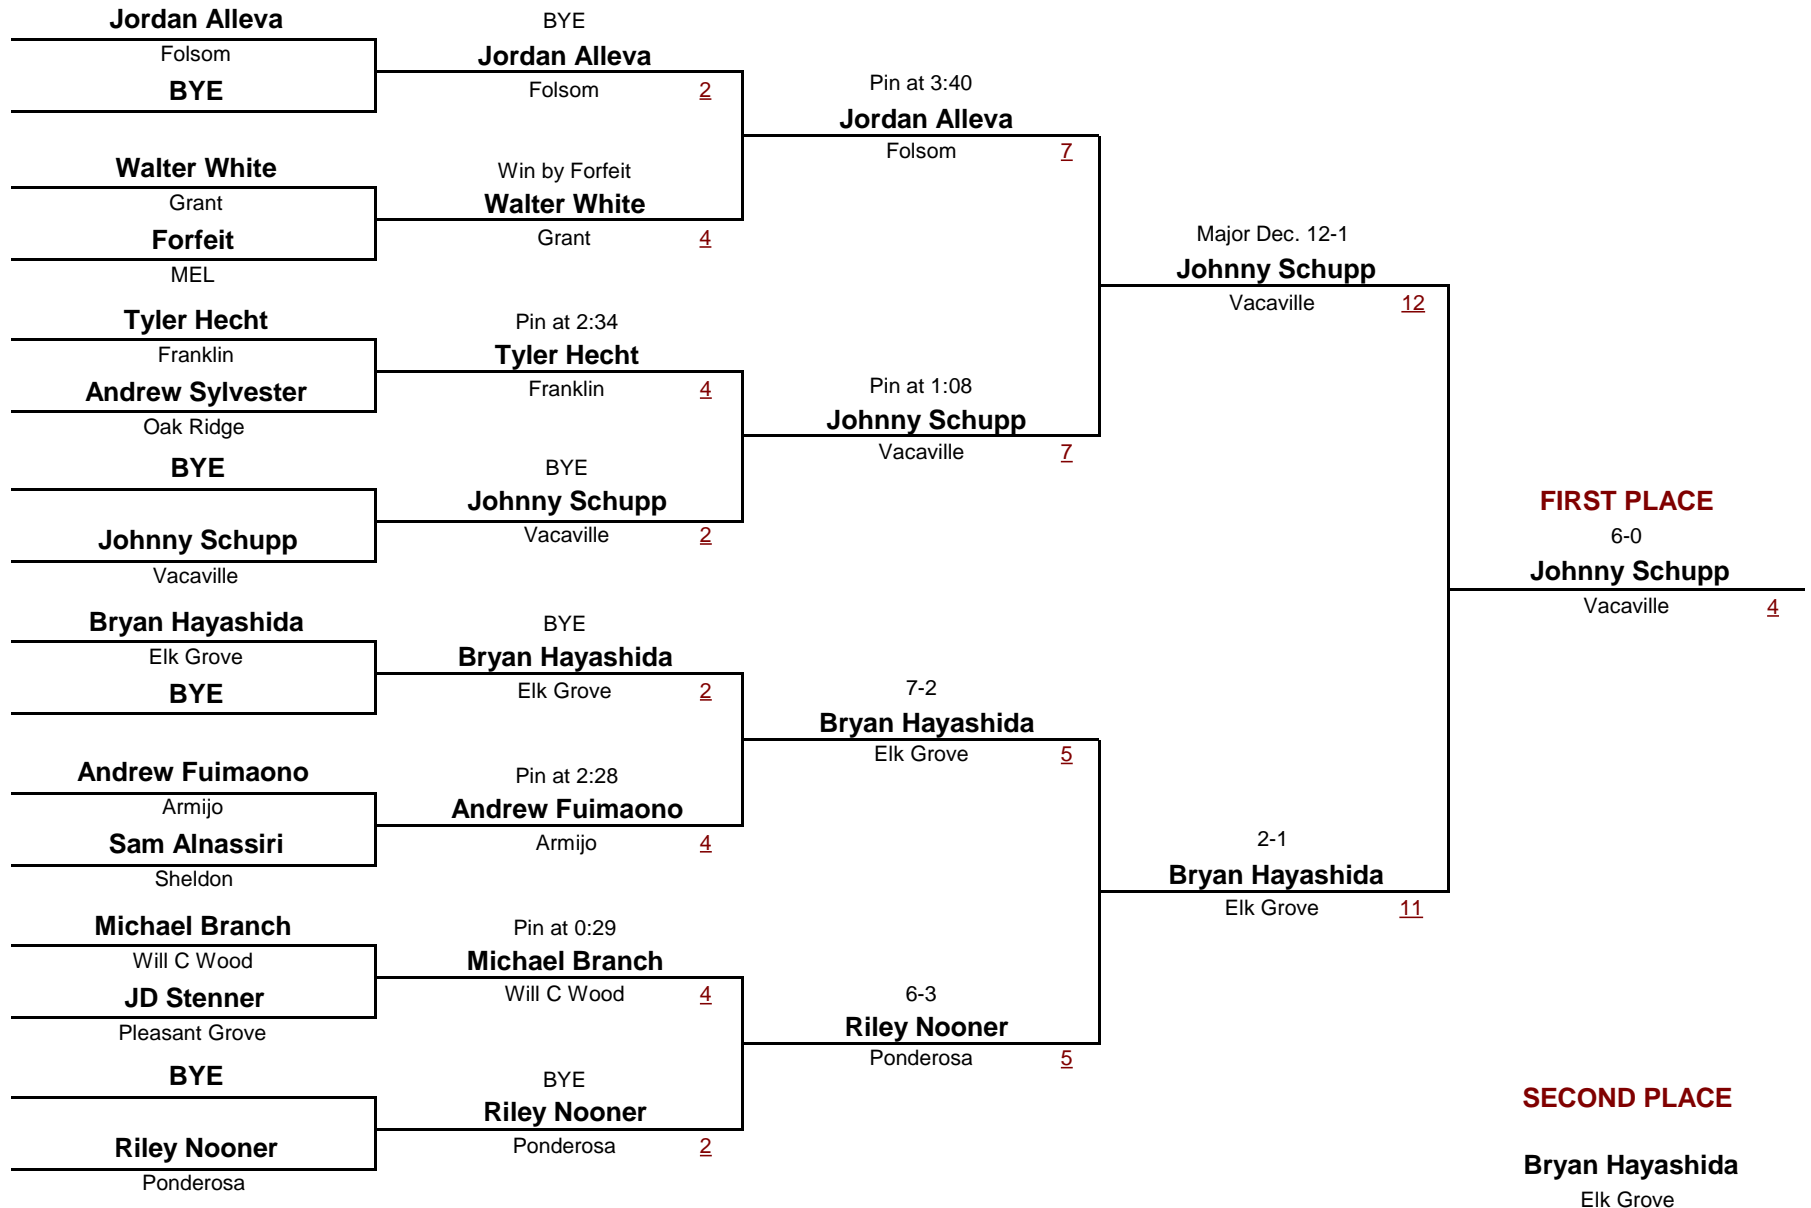 Jordan Alleva
Folsom
BYE
Walter White
Grant
Forfeit
MEL
Tyler Hecht
Franklin
Andrew Sylvester
Oak Ridge
BYE
Johnny Schupp
Vacaville
Bryan Hayashida
Elk Grove
BYE
Andrew Fuimaono
Armijo
Sam Alnassiri
Sheldon
Michael Branch
Will C Wood
JD Stenner
Pleasant Grove
BYE
Riley Nooner
Ponderosa
BYE
Jordan Alleva
Folsom 2
Win by Forfeit
Walter White
Grant 4
Pin at 2:34
Tyler Hecht
Franklin 4
BYE
Johnny Schupp
Vacaville 2
BYE
Bryan Hayashida
Elk Grove 2
Pin at 2:28
Andrew Fuimaono
Armijo 4
Pin at 0:29
Michael Branch
Will C Wood 4
BYE
Riley Nooner
Ponderosa 2
Pin at 3:40
Jordan Alleva
Folsom 7
Pin at 1:08
Johnny Schupp
Vacaville 7
7-2
Bryan Hayashida
Elk Grove 5
6-3
Riley Nooner
Ponderosa 5
Major Dec. 12-1
Johnny Schupp
Vacaville 12
2-1
Bryan Hayashida
Elk Grove 11
FIRST PLACE
6-0
Johnny Schupp
Vacaville 4
SECOND PLACE
Bryan Hayashida
Elk Grove